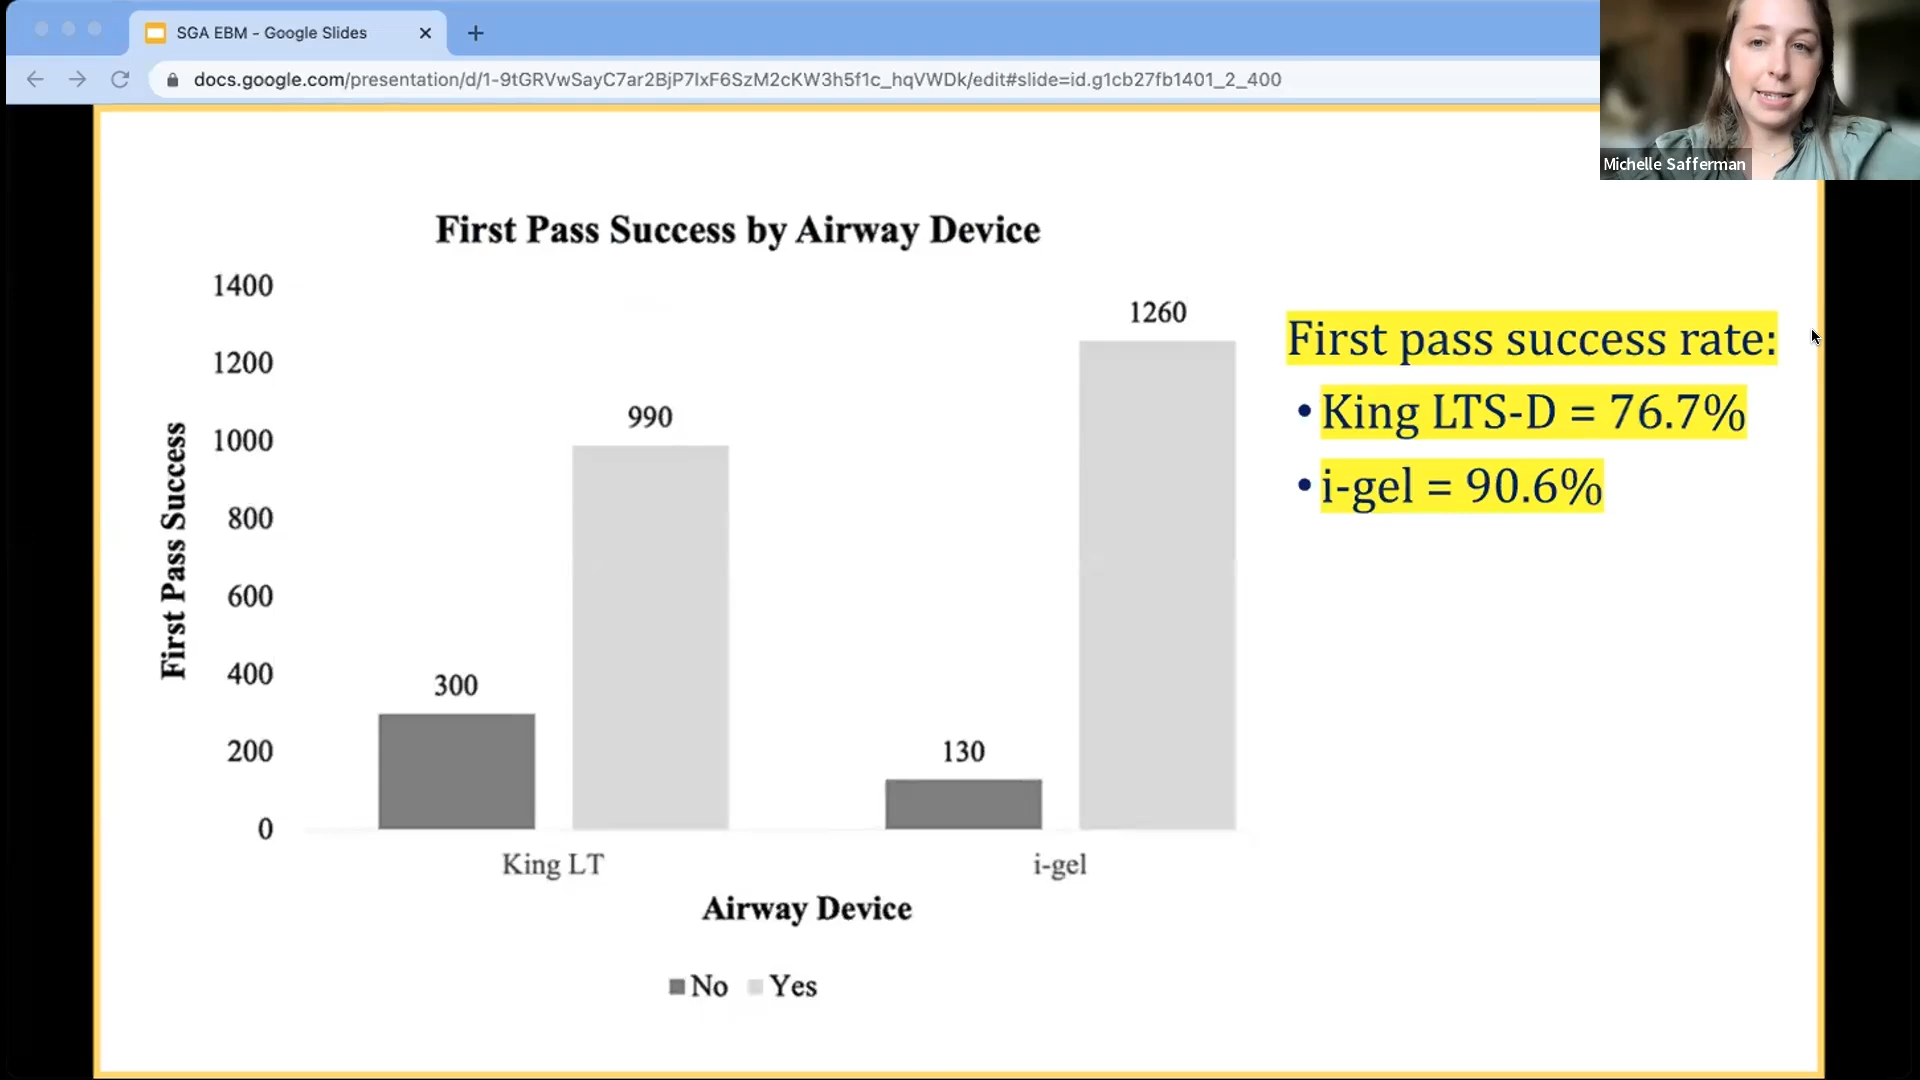 SGA EBM - Google Slides
docs.google.com/presentation/d/1-9tGRVwSayC7ar2BjP7IxF6SzM2cKW3h5f1c_hqVWDk/edit#slide=id.g1cb27fb1401_2_400
Michelle Safferman
First Pass Success by Airway Device
First Pass Success
1400
1200
1000
800
600
400
200
0
300
990
130
1260
King LT
i-gel
Airway Device
No
Yes
First pass success rate:
• King LTS-D = 76.7%
• i-gel = 90.6%